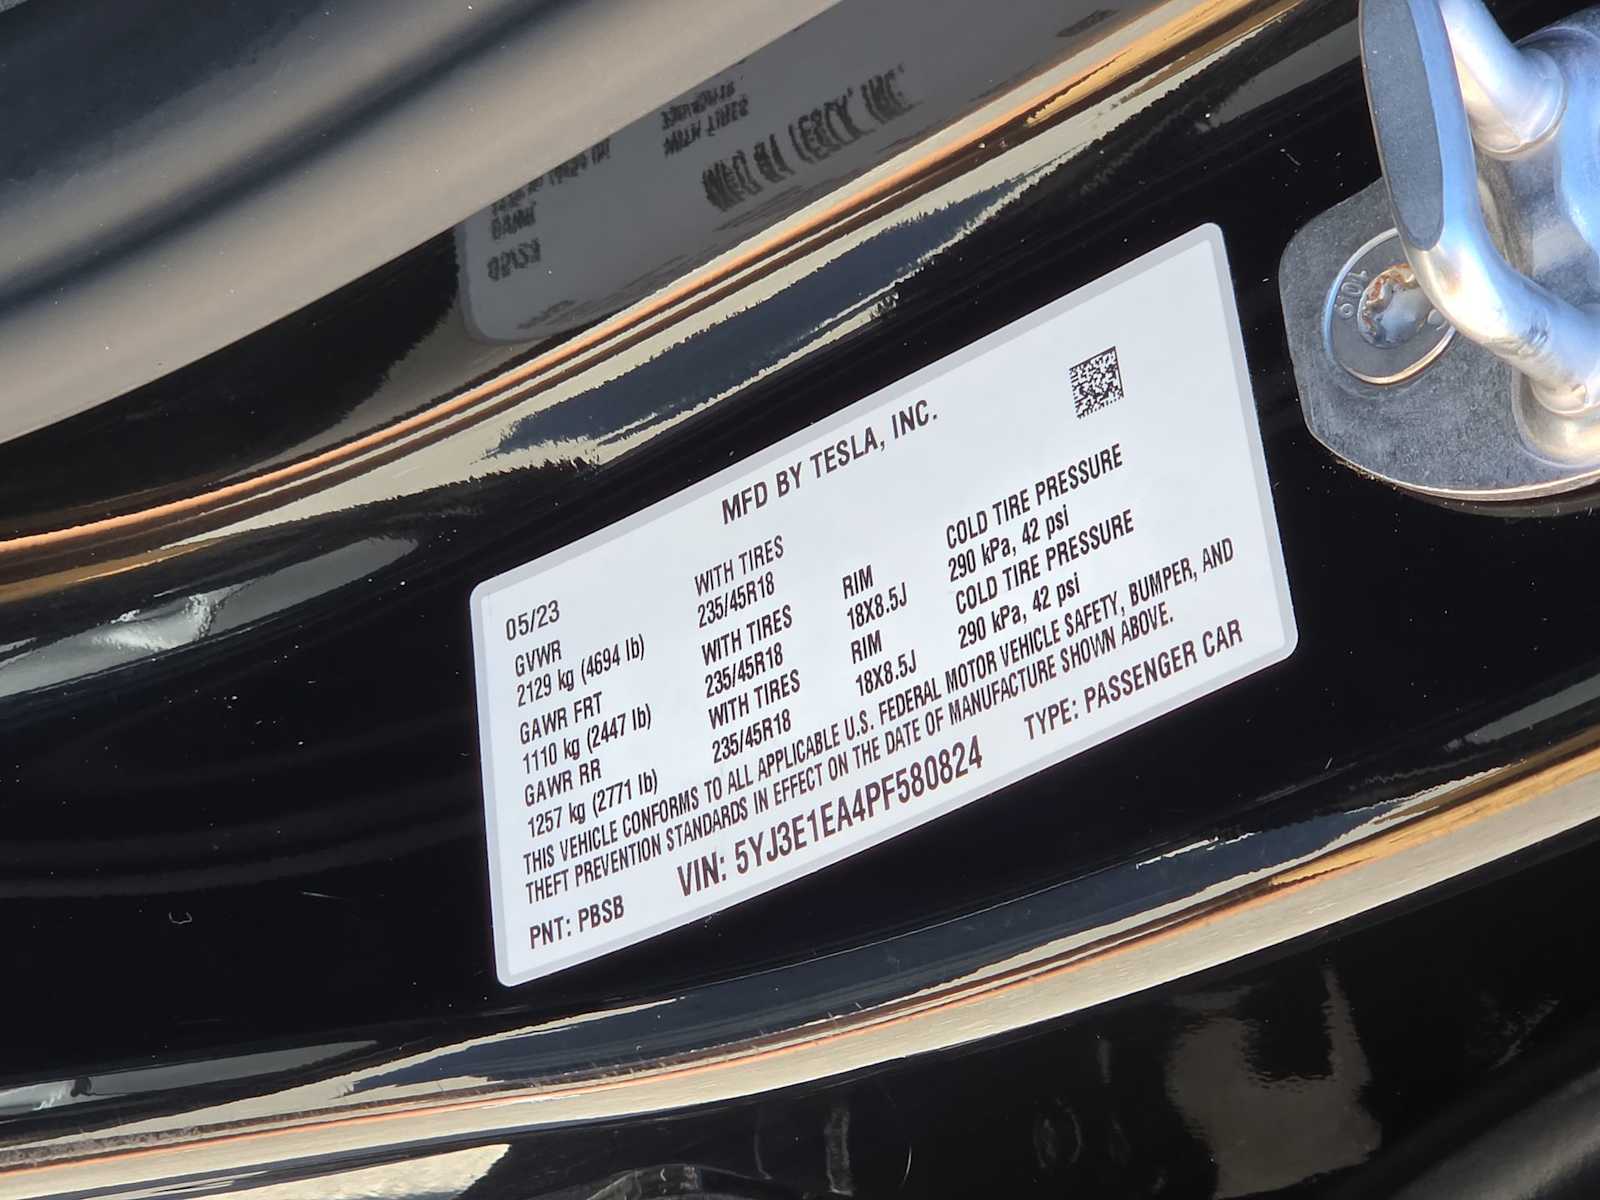 MFD BY TESLA, INC.
05/23
GVWR WITH TIRES RIM COLD TIRE PRESSURE
2129 kg (4694 lb) 235/45R18 18X8.5J 290 kPa, 42 psi
GAWR FRT WITH TIRES RIM COLD TIRE PRESSURE
1110 kg (2447 lb) 235/45R18 18X8.5J 290 kPa, 42 psi
GAWR RR WITH TIRES
1257 kg (2771 lb) 235/45R18
THIS VEHICLE CONFORMS TO ALL APPLICABLE U.S. FEDERAL MOTOR VEHICLE SAFETY, BUMPER, AND
THEFT PREVENTION STANDARDS IN EFFECT ON THE DATE OF MANUFACTURE SHOWN ABOVE.
PNT: PBSB VIN: 5YJ3E1EA4PF580824 TYPE: PASSENGER CAR
10.9